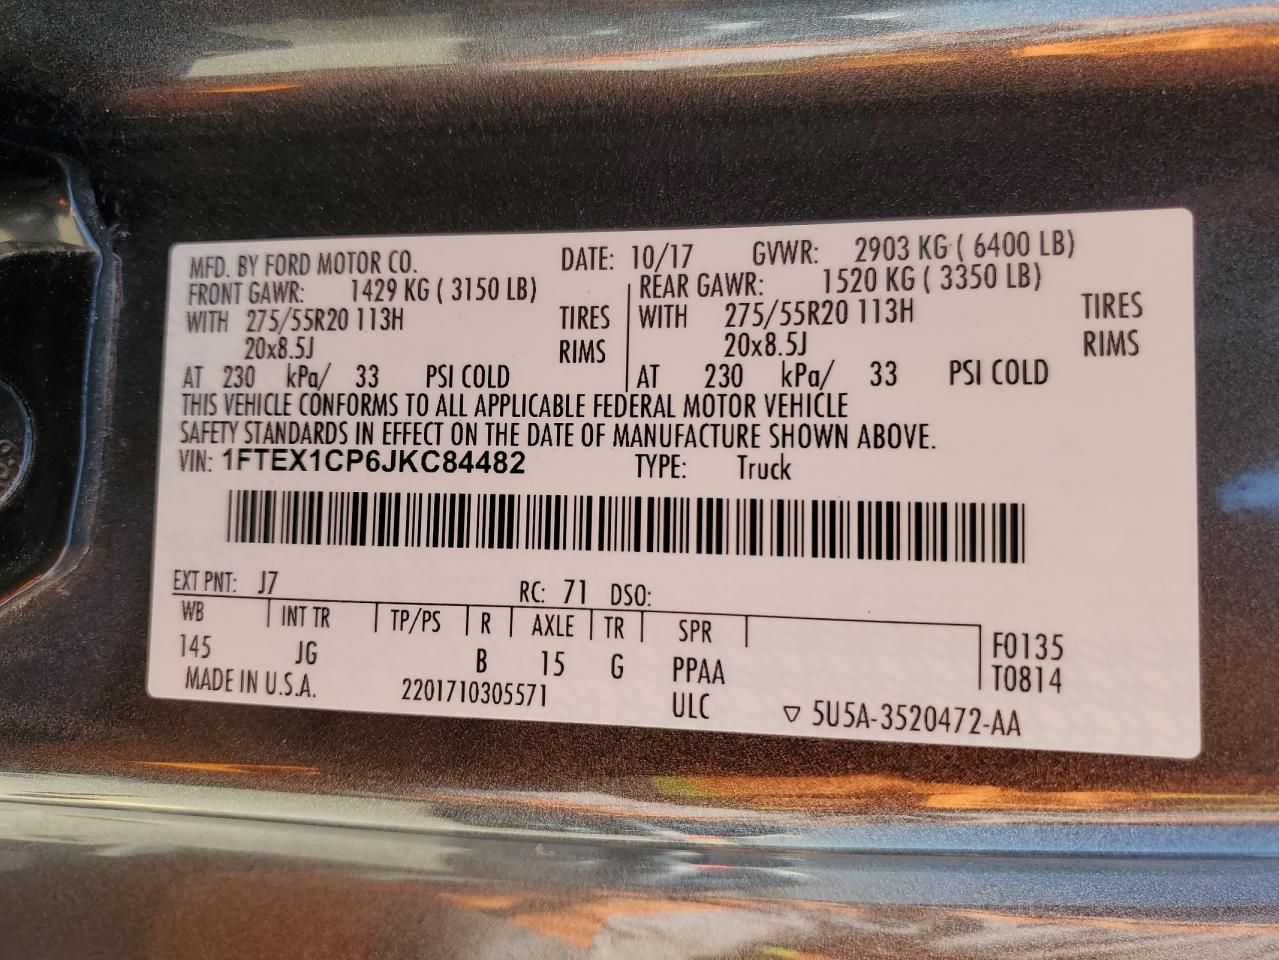 MFD. BY FORD MOTOR CO. DATE: 10/17 GVWR: 2903 KG ( 6400 LB)
FRONT GAWR: 1429 KG ( 3150 LB) REAR GAWR: 1520 KG ( 3350 LB)
WITH 275/55R20 113H TIRES WITH 275/55R20 113H TIRES
20x8.5J RIMS 20x8.5J RIMS
AT 230 kPa/ 33 PSI COLD AT 230 kPa/ 33 PSI COLD
THIS VEHICLE CONFORMS TO ALL APPLICABLE FEDERAL MOTOR VEHICLE
SAFETY STANDARDS IN EFFECT ON THE DATE OF MANUFACTURE SHOWN ABOVE.
VIN: 1FTEX1CP6JKC84482 TYPE: Truck
EXT PNT: J7 RC: 71 DSO:
WB INT TR TP/PS R AXLE TR SPR F0135
145 JG B 15 G PPAA T0814
MADE IN U.S.A. 2201710305571 ULC ▽ 5U5A-3520472-AA